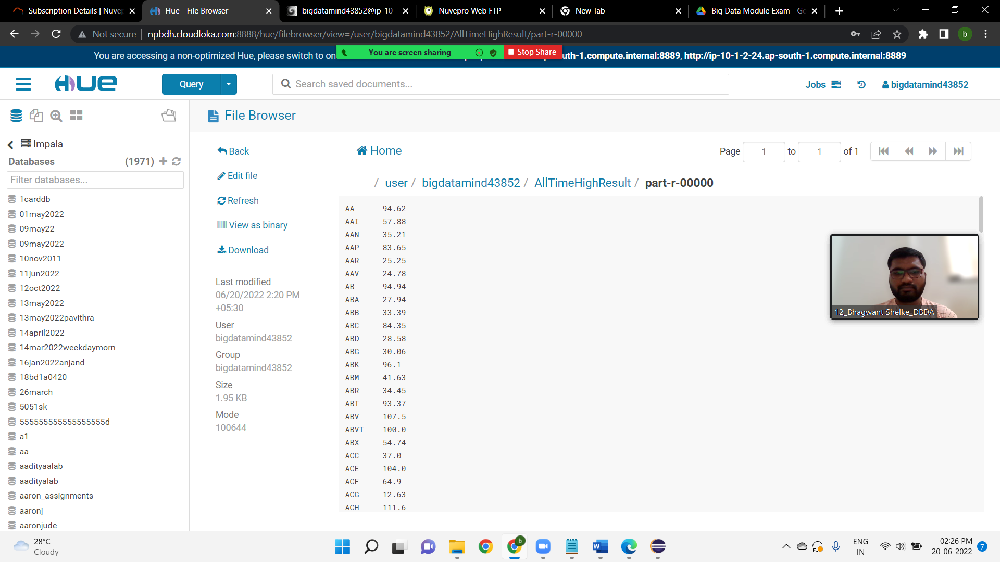 Subscription Details | Nuve
Hue - File Browser
bigdatamind43852@ip-10-
Nuvepro Web FTP
New Tab
Big Data Module Exam - Go
Not secure
npbdh.cloudloka.com:8888/hue/filebrowser/view=/user/bigdatamind43852/AllTimeHighResult/part-r-00000
b
You are accessing a non-optimized Hue, please switch to on
uth-1.compute.internal:8889, http://ip-10-1-2-24.ap-south-1.compute.internal:8889
You are screen sharing
Stop Share
HUE
Query
Search saved documents...
Jobs
bigdatamind43852
File Browser
Impala
Databases
(1971)
Filter databases...
1carddb
01may2022
09may22
09may2022
10nov2011
11jun2022
12oct2022
13may2022
13may2022pavithra
14april2022
14mar2022weekdaymorn
16jan2022anjand
18bd1a0420
26march
5051sk
555555555555555555d
a1
aa
aadityaalab
aadityalab
aaron_assignments
aaronj
aaronjude
Back
Edit file
Refresh
View as binary
Download
Last modified
06/20/2022 2:20 PM
+05:30
User
bigdatamind43852
Group
bigdatamind43852
Size
1.95 KB
Mode
100644
Home
Page 1 to 1 of 1
/ user / bigdatamind43852 / AllTimeHighResult / part-r-00000
AA 94.62
AAI 57.88
AAN 35.21
AAP 83.65
AAR 25.25
AAV 24.78
AB 94.94
ABA 27.94
ABB 33.39
ABC 84.35
ABD 28.58
ABG 30.06
ABK 96.1
ABM 41.63
ABR 34.45
ABT 93.37
ABV 107.5
ABVT 100.0
ABX 54.74
ACC 37.0
ACE 104.0
ACF 64.9
ACG 12.63
ACH 111.6
12_Bhagwant Shelke_DBDA
28°C
Cloudy
b
W
ENG
IN
02:26 PM
20-06-2022
7